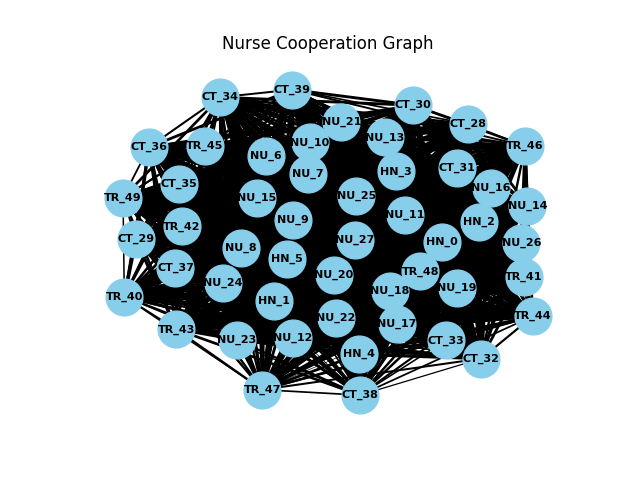 Nurse Cooperation Graph
CT_39
CT_34
CT_30
NU_21
CT_28
NU_13
NU_10
TR_45
TR_46
CT_36
NU_6
CT_31
HN_3
NU_7
CT_35
NU_16
NU_25
NU_15
TR_49
NU_14
NU_11
NU_9
HN_2
TR_42
CT_29
NU_27
HN_0
NU_26
NU_8
HN_5
CT_37
TR_48
NU_20
TR_41
NU_24
NU_19
NU_18
TR_40
HN_1
TR_44
NU_22
NU_17
TR_43
NU_12
NU_23
CT_33
HN_4
CT_32
TR_47
CT_38